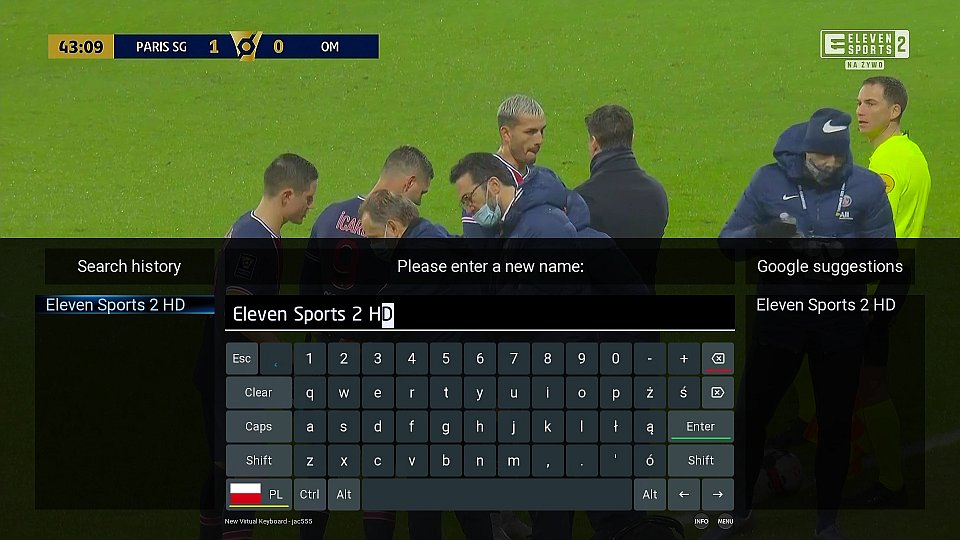 43:09 PARIS SG 1 0 OM
ELEVEN SPORTS 2
NA ŻYWO
ICARDI
9
Search history
Please enter a new name:
Google suggestions
Eleven Sports 2 HD
Eleven Sports 2 HD
Eleven Sports 2 HD
Esc 1 2 3 4 5 6 7 8 9 0 - +
Clear q w e r t y u i o p ż ś
Caps a s d f g h j k l ł ą Enter
Shift z x c v b n m , . ' ó Shift
PL Ctrl Alt Alt ← →
New Virtual Keyboard - jac555
INFO MENU